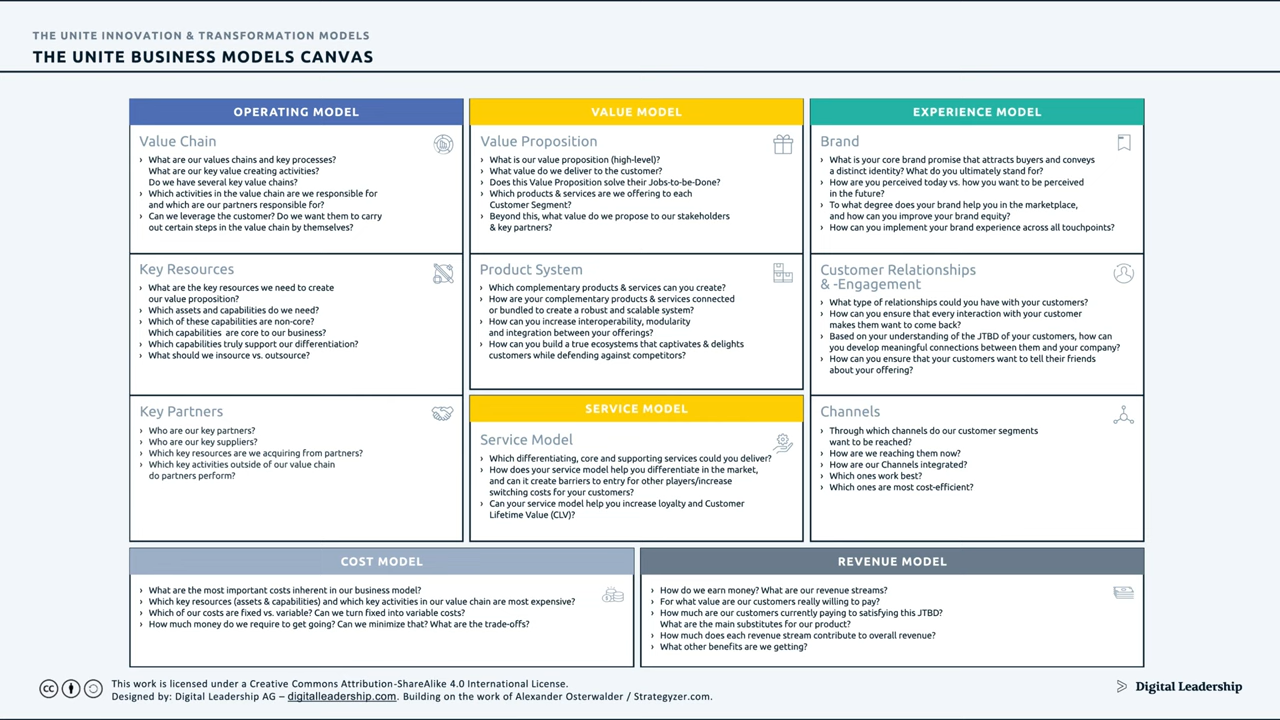 THE UNITE INNOVATION & TRANSFORMATION MODELS
THE UNITE BUSINESS MODELS CANVAS
OPERATING MODEL
Value Chain
› What are our values chains and key processes?
What are our key value creating activities?
Do we have several key value chains?
› Which activities in the value chain are we responsible for
and which are our partners responsible for?
› Can we leverage the customer? Do we want them to carry
out certain steps in the value chain by themselves?
Key Resources
› What are the key resources we need to create
our value proposition?
› Which assets and capabilities do we need?
› Which of these capabilities are non-core?
Which capabilities are core to our business?
› Which capabilities truly support our differentiation?
› What should we insource vs. outsource?
Key Partners
› Who are our key partners?
› Who are our key suppliers?
› Which key resources are we acquiring from partners?
› Which key activities outside of our value chain
do partners perform?
VALUE MODEL
Value Proposition
› What is our value proposition (high-level)?
› What value do we deliver to the customer?
› Does this Value Proposition solve their Jobs-to-be-Done?
› Which products & services are we offering to each
Customer Segment?
› Beyond this, what value do we propose to our stakeholders
& key partners?
Product System
› Which complementary products & services can you create?
› How are your complementary products & services connected
or bundled to create a robust and scalable system?
› How can you increase interoperability, modularity
and integration between your offerings?
› How can you build a true ecosystems that captivates & delights
customers while defending against competitors?
SERVICE MODEL
Service Model
› Which differentiating, core and supporting services could you deliver?
› How does your service model help you differentiate in the market,
and can it create barriers to entry for other players/increase
switching costs for your customers?
› Can your service model help you increase loyalty and Customer
Lifetime Value (CLV)?
EXPERIENCE MODEL
Brand
› What is your core brand promise that attracts buyers and conveys
a distinct identity? What do you ultimately stand for?
› How are you perceived today vs. how you want to be perceived
in the future?
› To what degree does your brand help you in the marketplace,
and how can you improve your brand equity?
› How can you implement your brand experience across all touchpoints?
Customer Relationships
& -Engagement
› What type of relationships could you have with your customers?
› How can you ensure that every interaction with your customer
makes them want to come back?
› Based on your understanding of the JTBD of your customers, how can
you develop meaningful connections between them and your company?
› How can you ensure that your customers want to tell their friends
about your offering?
Channels
› Through which channels do our customer segments
want to be reached?
› How are we reaching them now?
› How are our Channels integrated?
› Which ones work best?
› Which ones are most cost-efficient?
COST MODEL
› What are the most important costs inherent in our business model?
› Which key resources (assets & capabilities) and which key activities in our value chain are most expensive?
› Which of our costs are fixed vs. variable? Can we turn fixed into variable costs?
› How much money do we require to get going? Can we minimize that? What are the trade-offs?
REVENUE MODEL
› How do we earn money? What are our revenue streams?
› For what value are our customers really willing to pay?
› How much are our customers currently paying to satisfying this JTBD?
What are the main substitutes for our product?
› How much does each revenue stream contribute to overall revenue?
› What other benefits are we getting?
cc
This work is licensed under a Creative Commons Attribution-ShareAlike 4.0 International License.
Designed by: Digital Leadership AG – digitalleadership.com. Building on the work of Alexander Osterwalder / Strategyzer.com.
Digital Leadership